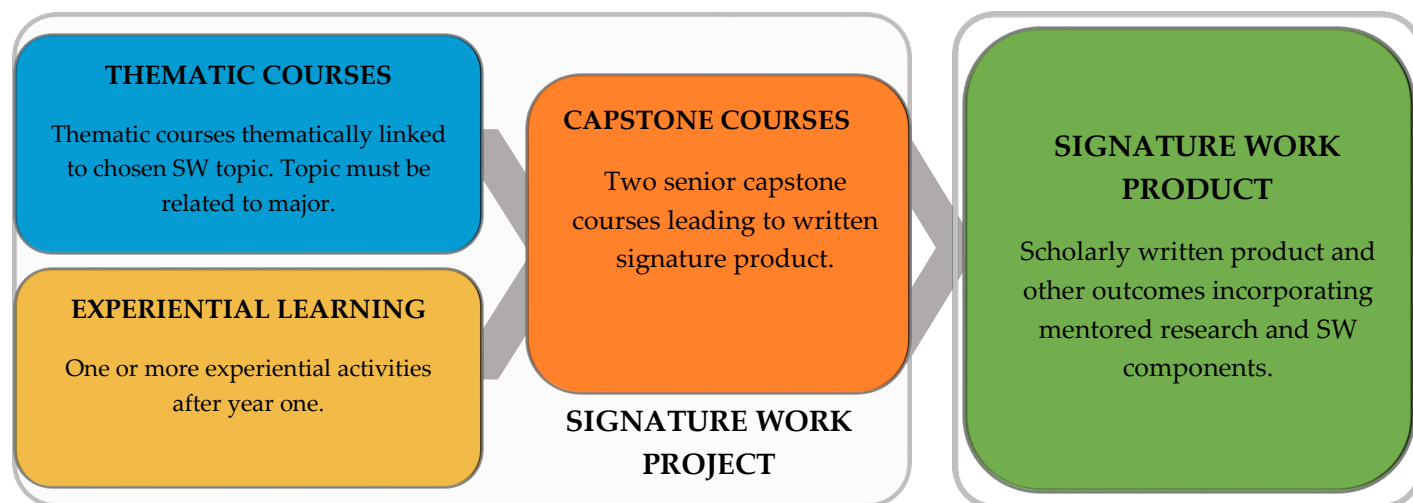 THEMATIC COURSES
Thematic courses thematically linked
to chosen SW topic. Topic must be
related to major.
EXPERIENTIAL LEARNING
One or more experiential activities
after year one.
CAPSTONE COURSES
Two senior capstone
courses leading to written
signature product.
SIGNATURE WORK
PROJECT
SIGNATURE WORK
PRODUCT
Scholarly written product and
other outcomes incorporating
mentored research and SW
components.